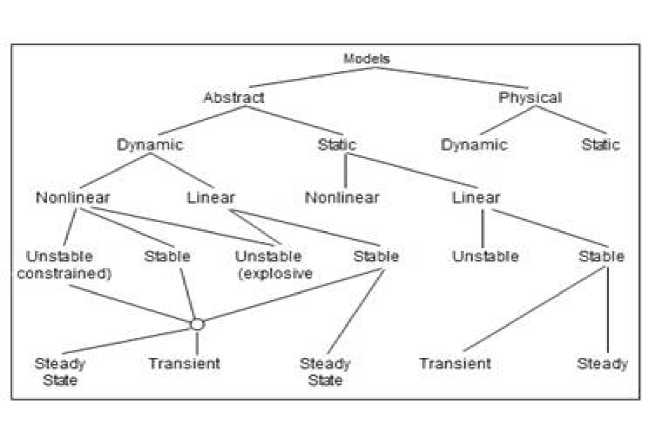 Models
Abstract Physical
Dynamic Static Dynamic Static
Nonlinear Linear Nonlinear Linear
Unstable Stable Unstable Stable Unstable Stable
constrained) (explosive
Steady Transient Steady Transient Steady
State State